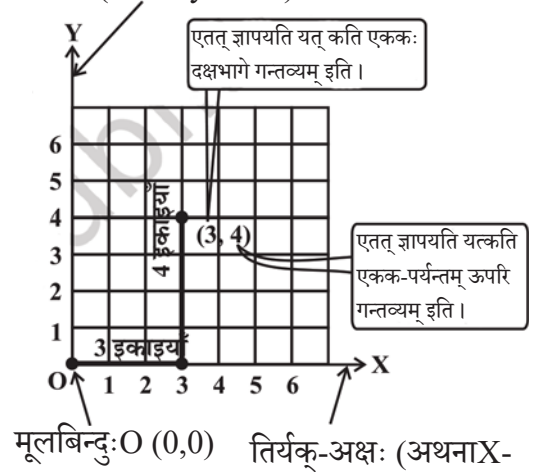 Y
एतत् ज्ञापयति यत् कति एककः
दक्षभागे गन्तव्यम् इति ।
6
5
4
3
2
1
4 इकाइयाँ
(3, 4)
एतत् ज्ञापयति यत्कति
एकक-पर्यन्तम् ऊपरि
गन्तव्यम् इति ।
3 इकाइयाँ
O
1 2 3 4 5 6
X
मूलबिन्दुः:O (0,0)
तिर्यक्-अक्षः (अथनाX-